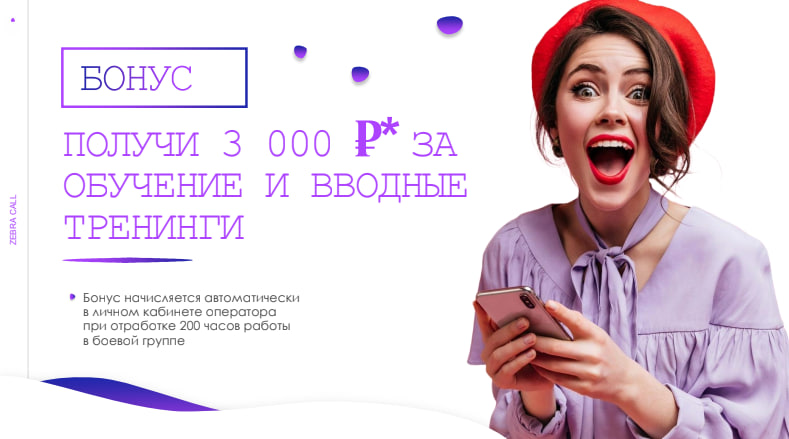 БОНУС
ПОЛУЧИ 3 000 ₽* ЗА
ОБУЧЕНИЕ И ВВОДНЫЕ
ТРЕНИНГИ
ZEBRA CALL
Бонус начисляется автоматически
в личном кабинете оператора
при отработке 200 часов работы
в боевой группе